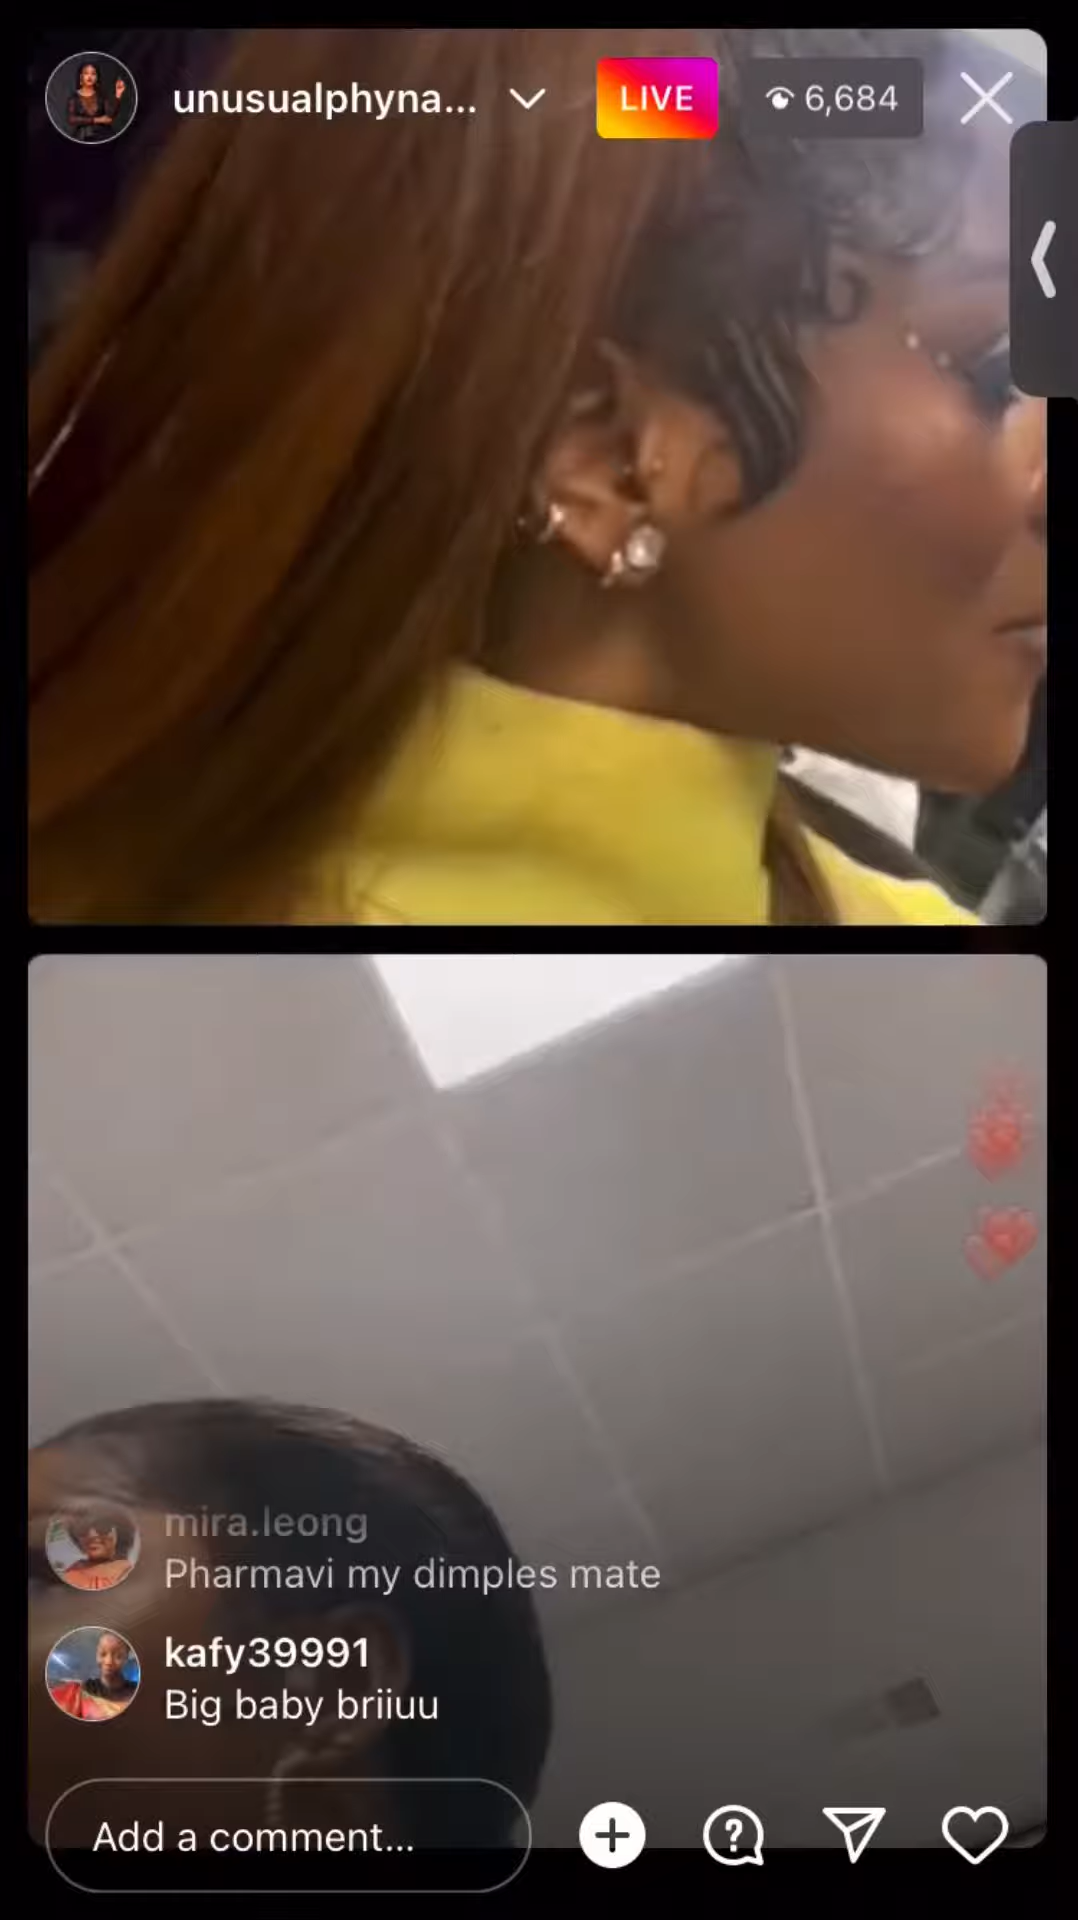 unusualphyna...
LIVE
6,684
mira.leong
Pharmavi my dimples mate
kafy39991
Big baby briiuu
Add a comment...